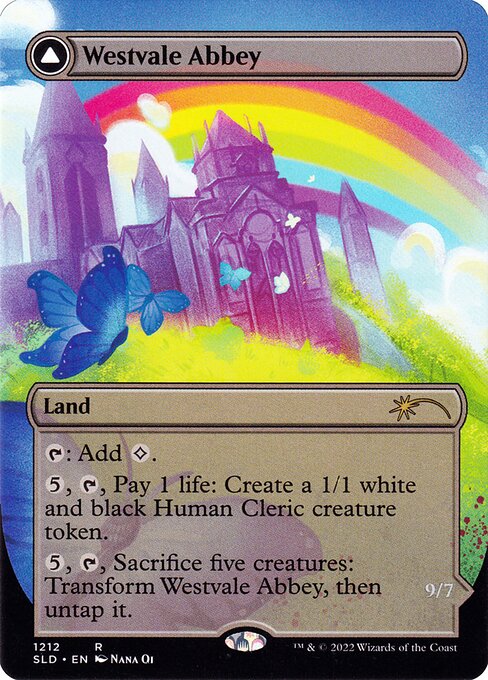 Westvale Abbey
Land
: Add .
5, , Pay 1 life: Create a 1/1 white
and black Human Cleric creature
token.
5, , Sacrifice five creatures:
Transform Westvale Abbey, then
untap it.
9/7
1212 R
SLD • EN Nana Qi
™ & © 2022 Wizards of the Coast